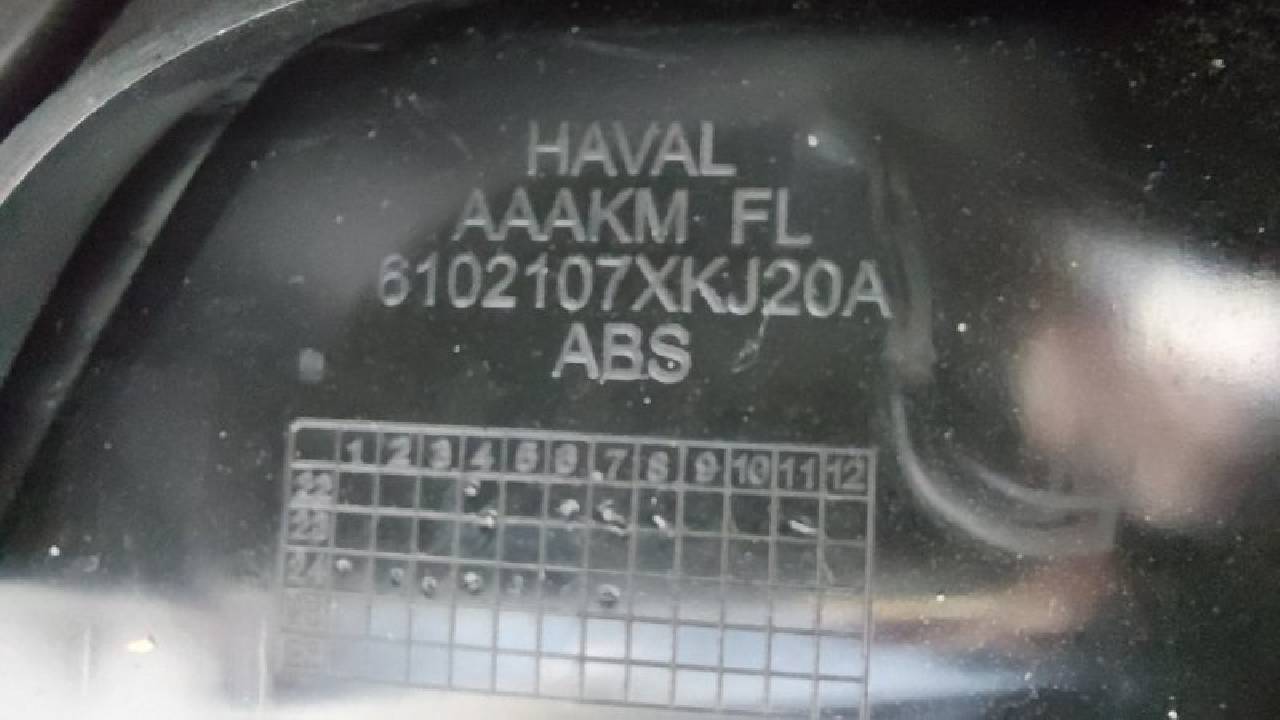 HAVAL
AAAKM FL
6102107XKJ20A
ABS
1 2 3 4 5 6 7 8 9 10 11 12
22
23
24